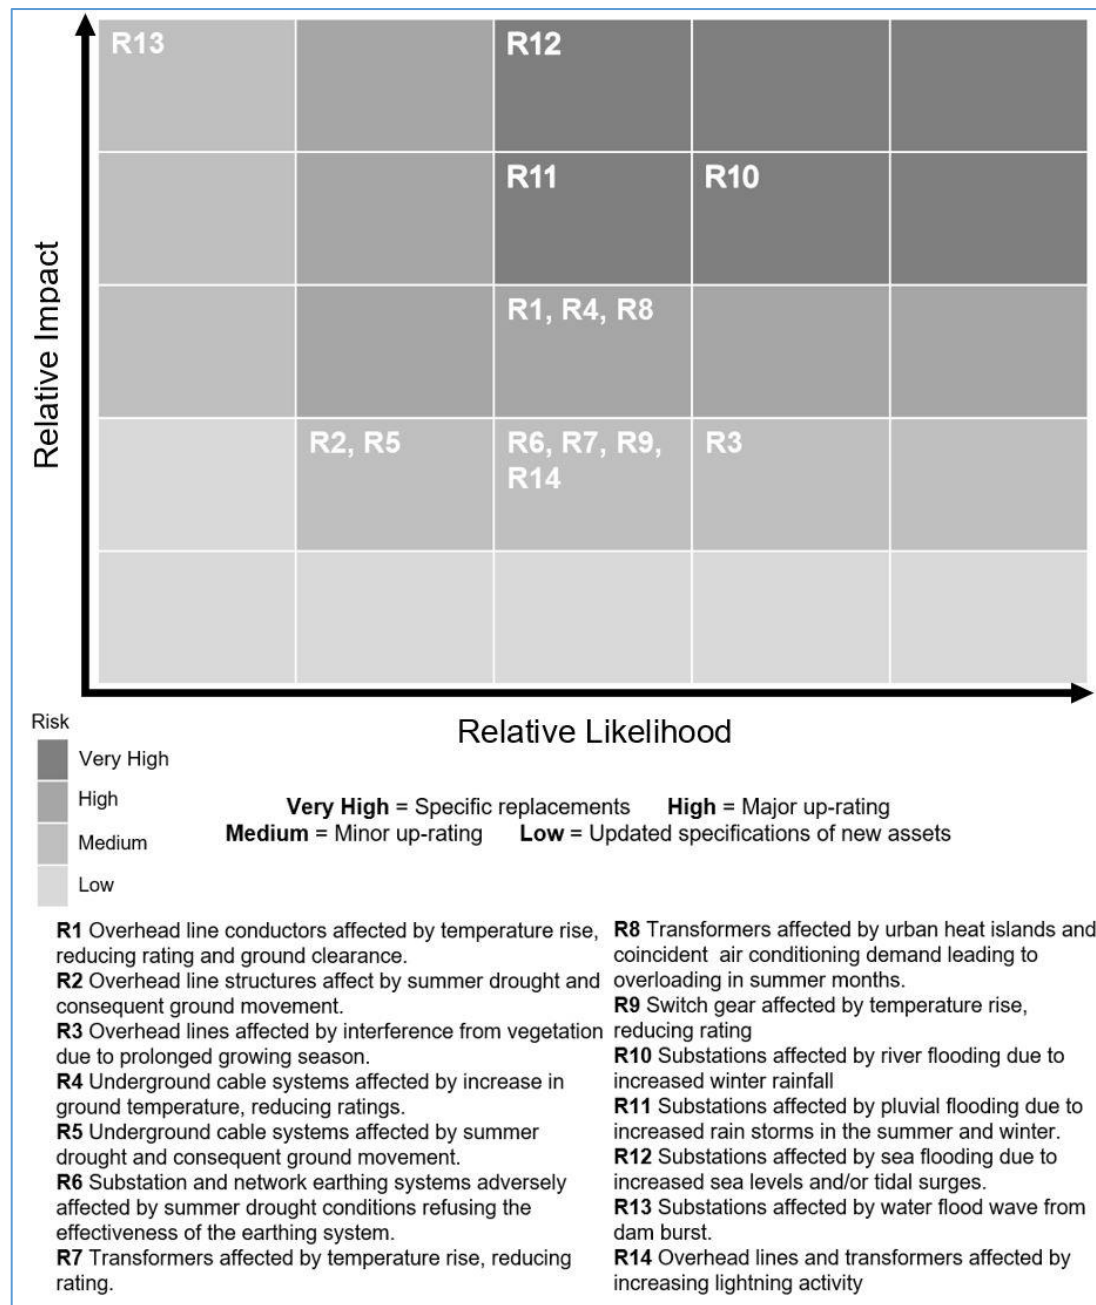 R13
R12
R11
R10
R1, R4, R8
R2, R5
R6, R7, R9,
R14
R3
Relative Impact
Relative Likelihood
Risk
Very High
High
Medium
Low
Very High = Specific replacements High = Major up-rating
Medium = Minor up-rating Low = Updated specifications of new assets
R1 Overhead line conductors affected by temperature rise,
reducing rating and ground clearance.
R2 Overhead line structures affect by summer drought and
consequent ground movement.
R3 Overhead lines affected by interference from vegetation
due to prolonged growing season.
R4 Underground cable systems affected by increase in
ground temperature, reducing ratings.
R5 Underground cable systems affected by summer
drought and consequent ground movement.
R6 Substation and network earthing systems adversely
affected by summer drought conditions refusing the
effectiveness of the earthing system.
R7 Transformers affected by temperature rise, reducing
rating.
R8 Transformers affected by urban heat islands and
coincident air conditioning demand leading to
overloading in summer months.
R9 Switch gear affected by temperature rise,
reducing rating
R10 Substations affected by river flooding due to
increased winter rainfall
R11 Substations affected by pluvial flooding due to
increased rain storms in the summer and winter.
R12 Substations affected by sea flooding due to
increased sea levels and/or tidal surges.
R13 Substations affected by water flood wave from
dam burst.
R14 Overhead lines and transformers affected by
increasing lightning activity